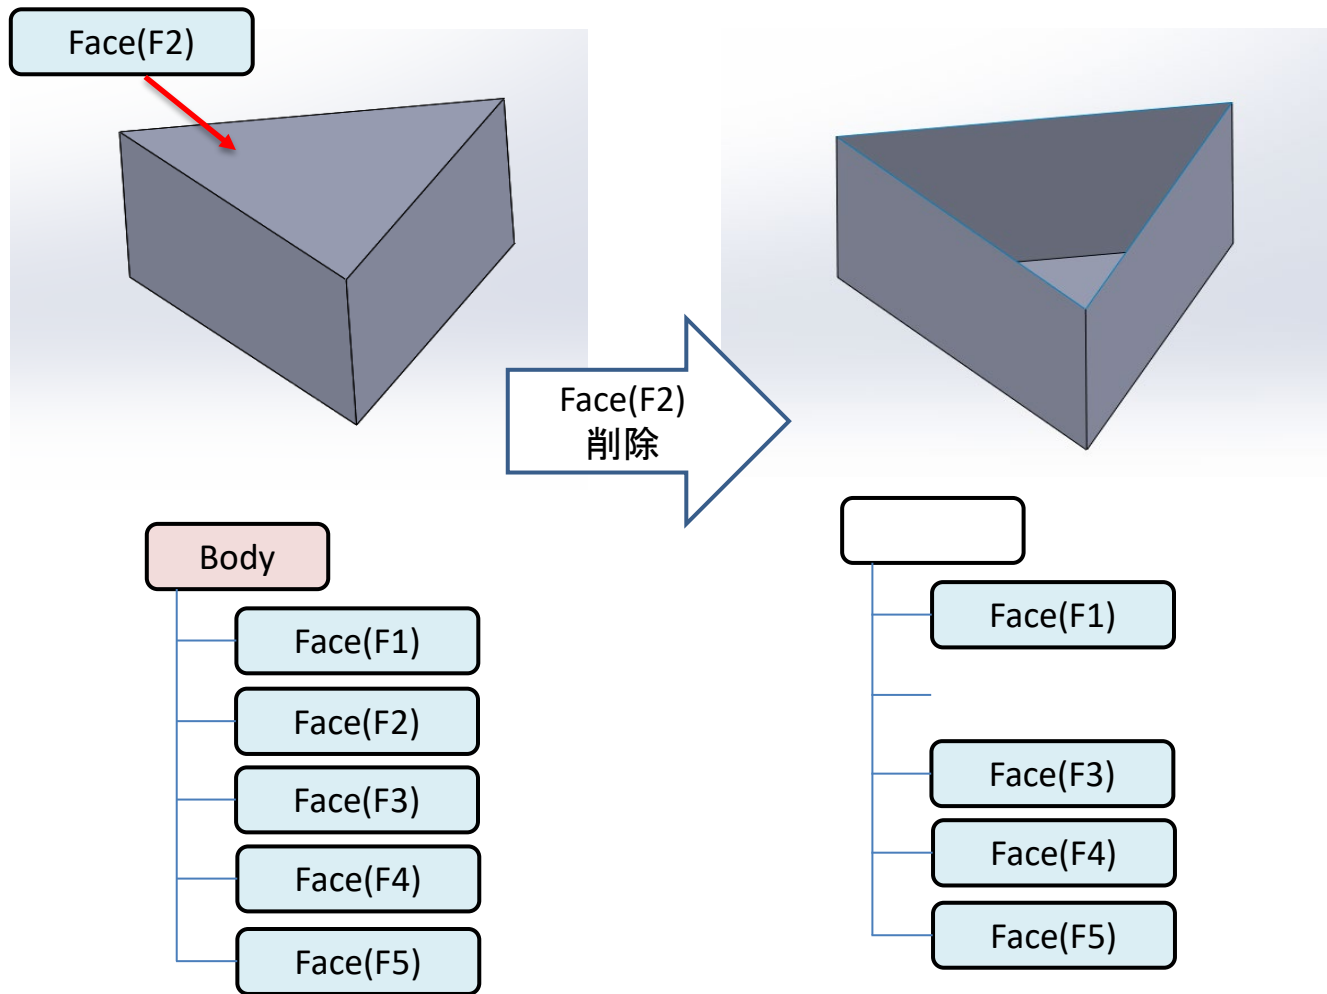 Face(F2)
Face(F2)
削除
Body
Face(F1)
Face(F2)
Face(F3)
Face(F4)
Face(F5)
Face(F1)
Face(F3)
Face(F4)
Face(F5)